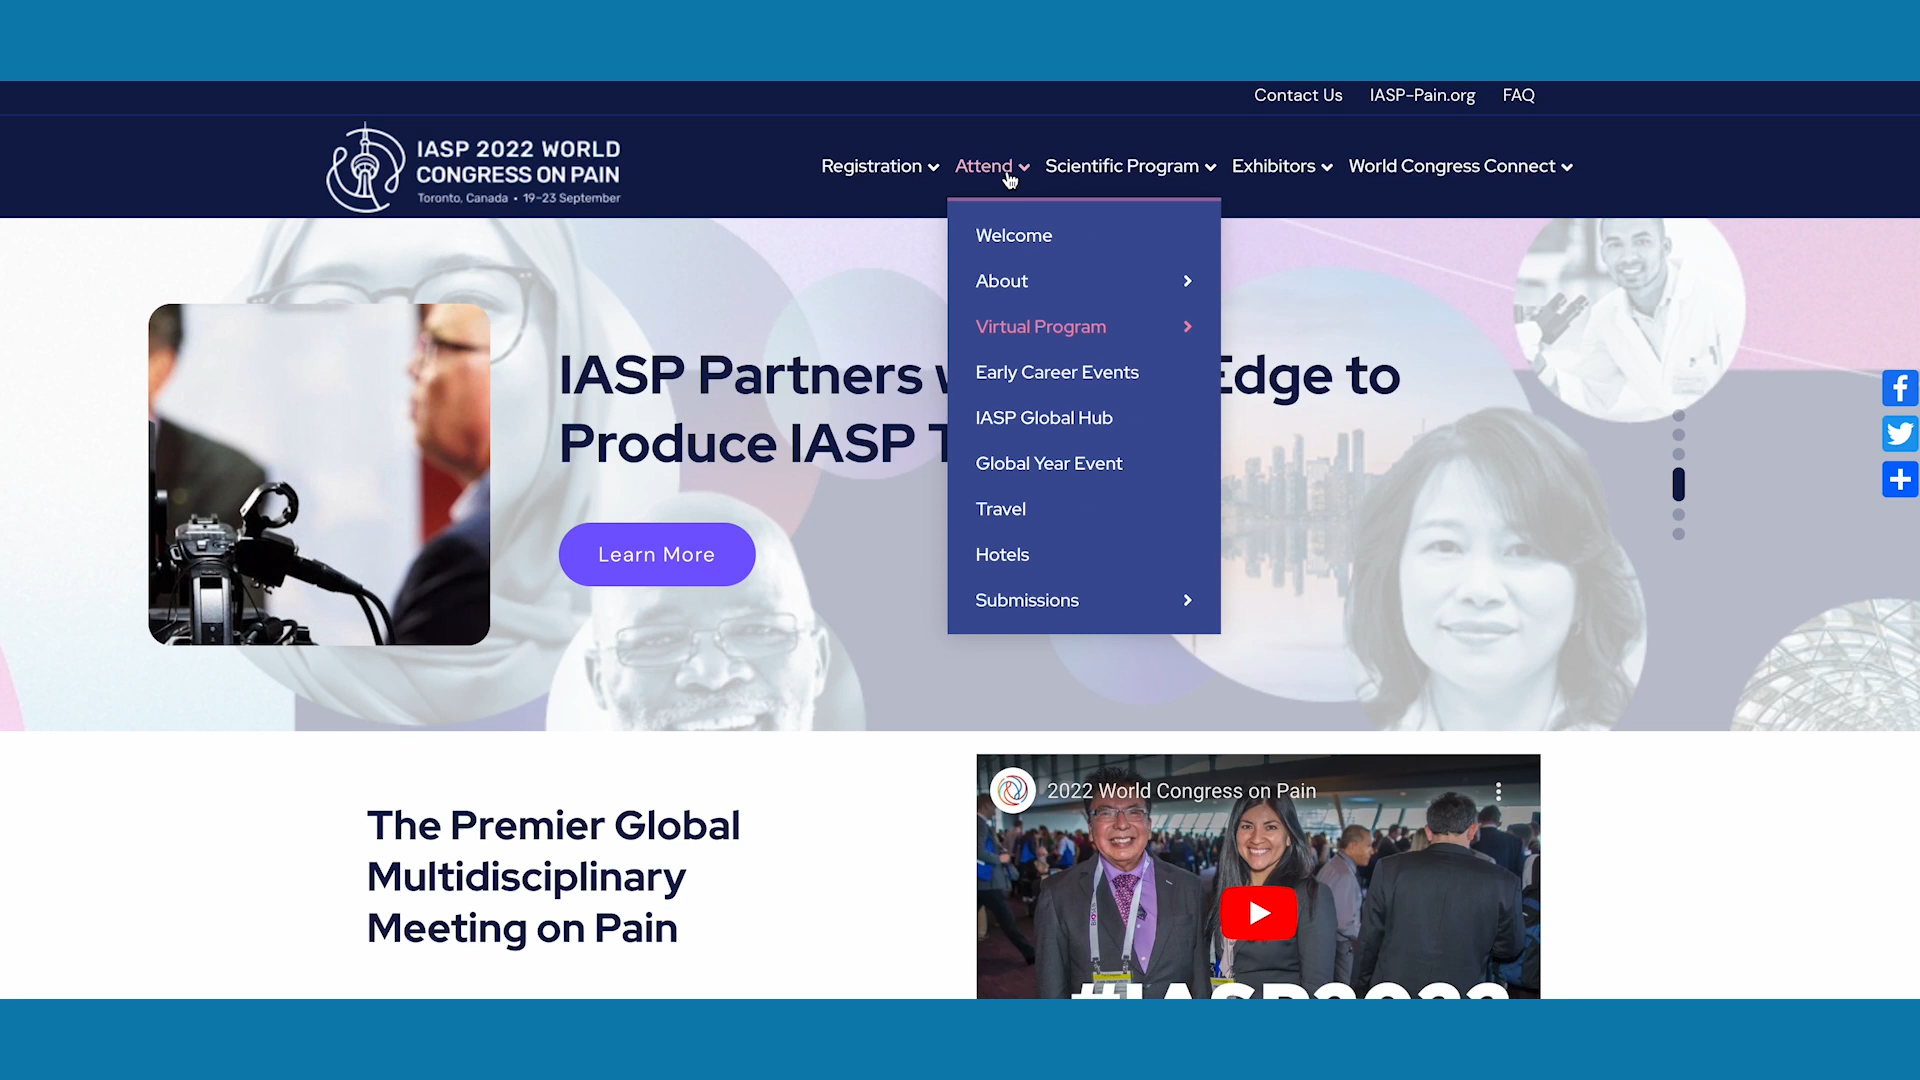 Contact Us IASP-Pain.org FAQ
IASP 2022 WORLD
CONGRESS ON PAIN
Toronto, Canada • 19-23 September
Registration Attend Scientific Program Exhibitors World Congress Connect
Welcome
About
Virtual Program
Early Career Events
IASP Global Hub
Global Year Event
Travel
Hotels
Submissions
IASP Partners Edge to
Produce IASP
Learn More
The Premier Global
Multidisciplinary
Meeting on Pain
2022 World Congress on Pain
#IASP2022